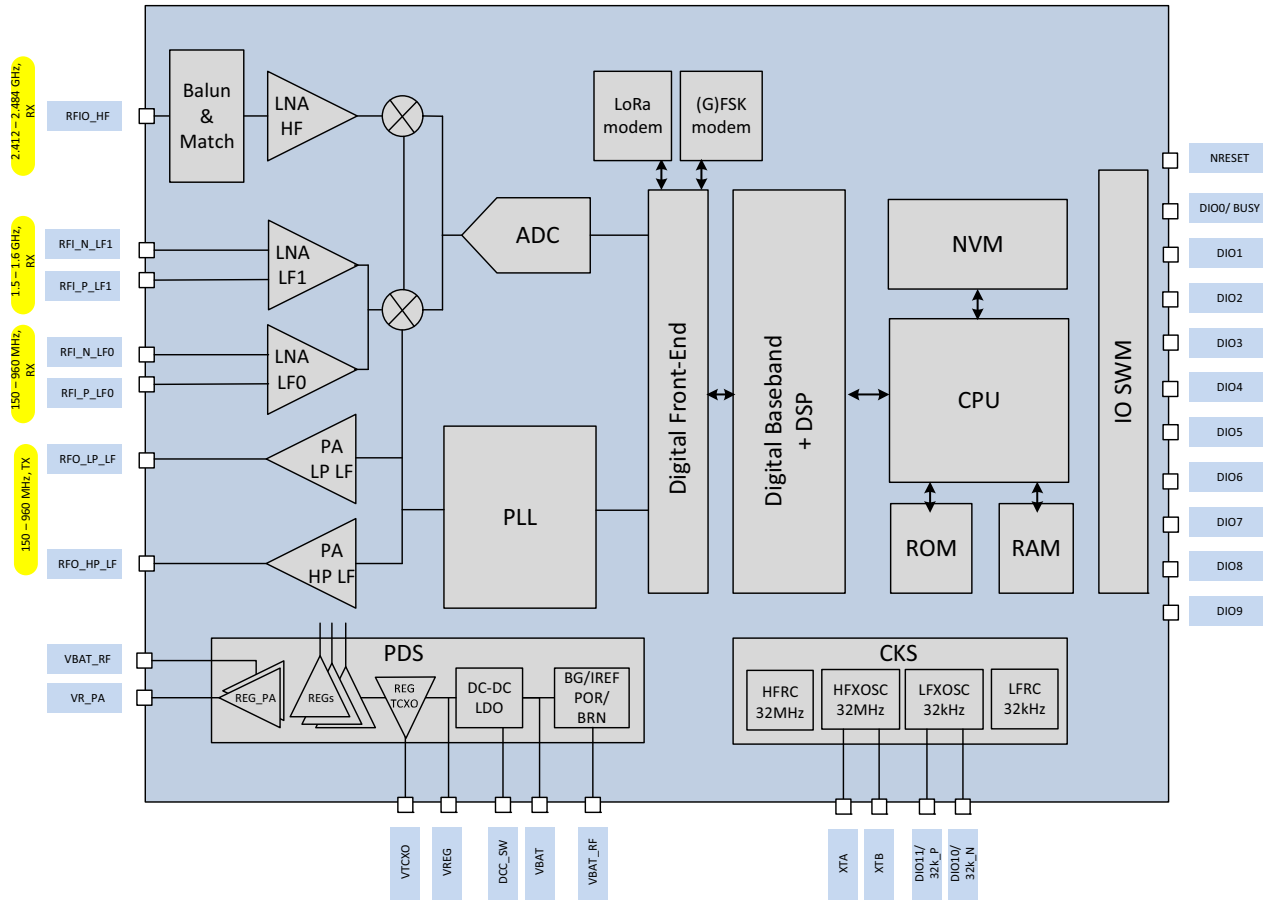 2.412 – 2.484 GHz,
RX
RFIO_HF
Balun
&
Match
LNA
HF
LoRa
modem
(G)FSK
modem
NRESET
DIO0/ BUSY
1.5 – 1.6 GHz,
RX
RFI_N_LF1
RFI_P_LF1
LNA
LF1
ADC
NVM
DIO1
DIO2
150 – 960 MHz,
RX
RFI_N_LF0
RFI_P_LF0
LNA
LF0
Digital Front-End
Digital Baseband
+ DSP
CPU
IO SWM
DIO3
DIO4
DIO5
150 – 960 MHz, TX
RFO_LP_LF
PA
LP LF
RFO_HP_LF
PA
HP LF
PLL
ROM
RAM
DIO6
DIO7
DIO8
DIO9
VBAT_RF
VR_PA
PDS
REG_PA
REGs
REG
TCXO
DC-DC
LDO
BG/IREF
POR/
BRN
CKS
HFRC
32MHz
HFXOSC
32MHz
LFXOSC
32kHz
LFRC
32kHz
VTCXO
VREG
DCC_SW
VBAT
VBAT_RF
XTA
XTB
DIO11/
32k_P
DIO10/
32k_N